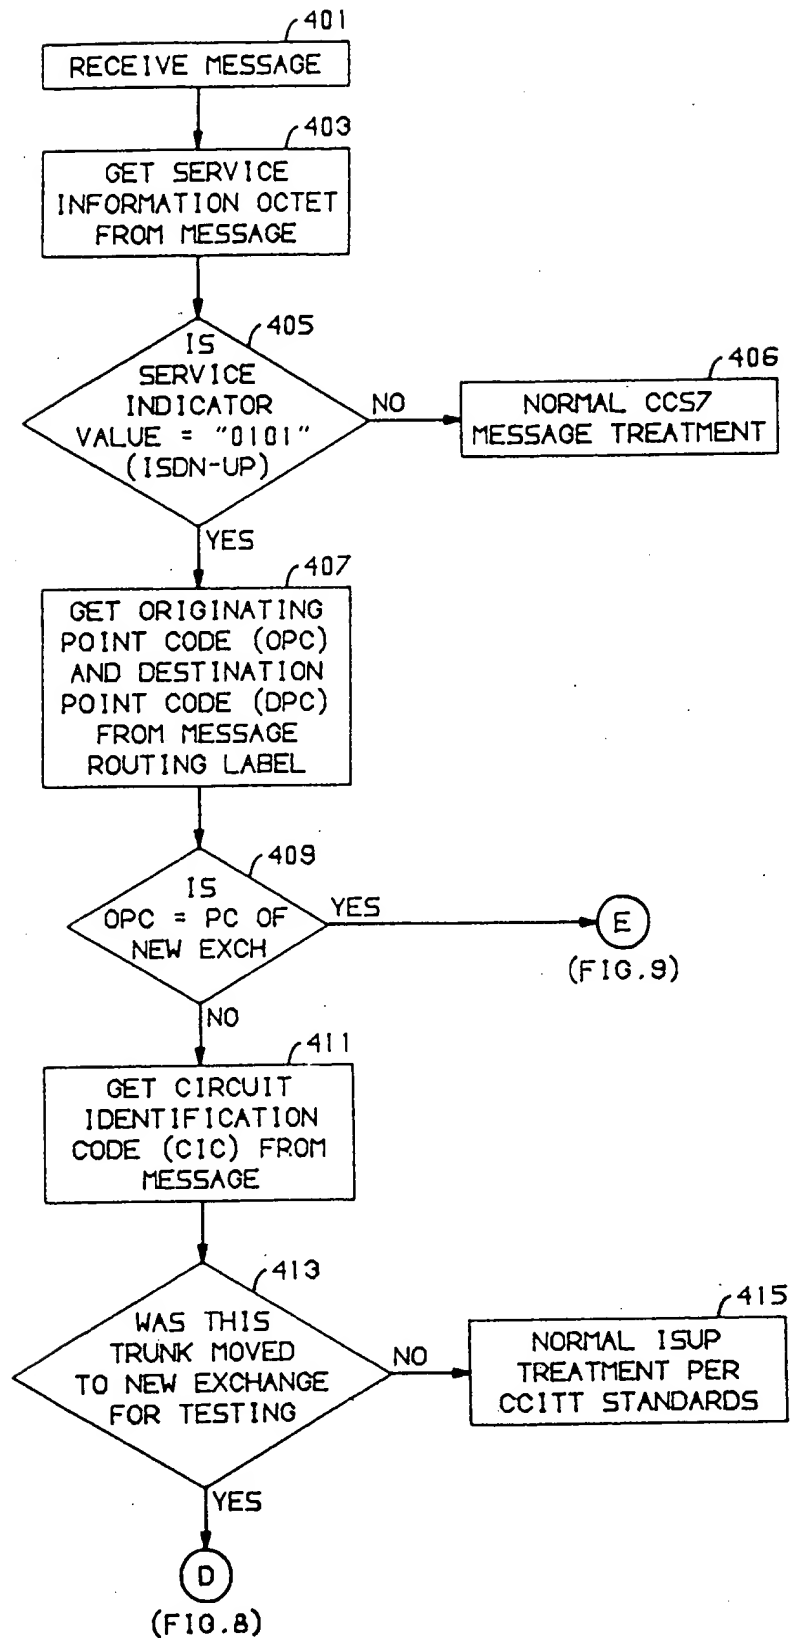 401
RECEIVE MESSAGE
403
GET SERVICE
INFORMATION OCTET
FROM MESSAGE
405
IS
SERVICE
INDICATOR
VALUE = "0101"
(ISDN-UP)
NO
406
NORMAL CCS7
MESSAGE TREATMENT
YES
407
GET ORIGINATING
POINT CODE (OPC)
AND DESTINATION
POINT CODE (DPC)
FROM MESSAGE
ROUTING LABEL
409
IS
OPC = PC OF
NEW EXCH
YES
E
(FIG.9)
NO
411
GET CIRCUIT
IDENTIFICATION
CODE (CIC) FROM
MESSAGE
413
WAS THIS
TRUNK MOVED
TO NEW EXCHANGE
FOR TESTING
NO
415
NORMAL ISUP
TREATMENT PER
CCITT STANDARDS
YES
D
(FIG.8)